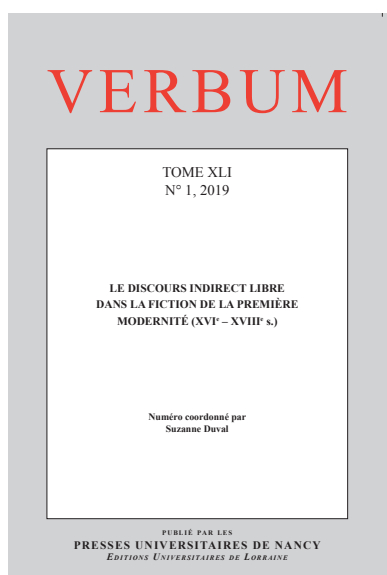 VERBUM
TOME XLI
N° 1, 2019
LE DISCOURS INDIRECT LIBRE
DANS LA FICTION DE LA PREMIÈRE
MODERNITÉ (XVIᵉ – XVIIIᵉ s.)
Numéro coordonné par
Suzanne Duval
PUBLIÉ PAR LES
PRESSES UNIVERSITAIRES DE NANCY
EDITIONS UNIVERSITAIRES DE LORRAINE